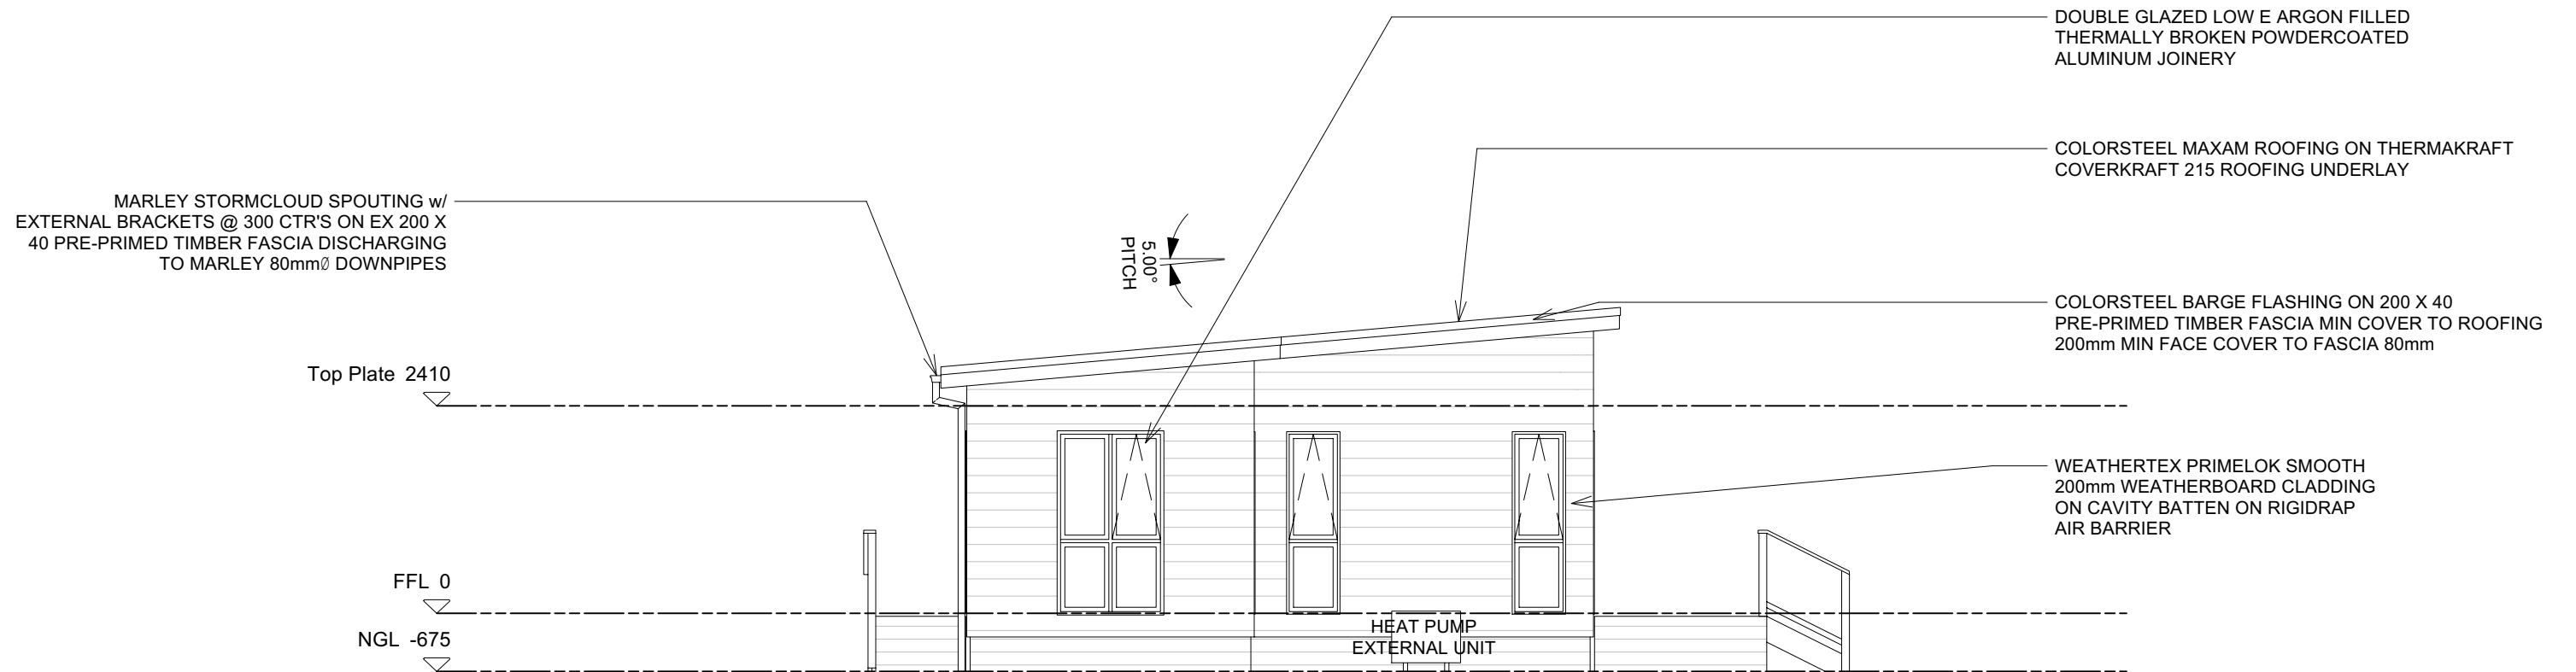 DOUBLE GLAZED LOW E ARGON FILLED
THERMALLY BROKEN POWDERCOATED
ALUMINUM JOINERY
COLORSTEEL MAXAM ROOFING ON THERMAKRAFT
COVERKRAFT 215 ROOFING UNDERLAY
MARLEY STORMCLOUD SPOUTING w/
EXTERNAL BRACKETS @ 300 CTR'S ON EX 200 X
40 PRE-PRIMED TIMBER FASCIA DISCHARGING
TO MARLEY 80mmØ DOWNPIPES
5.00°
PITCH
COLORSTEEL BARGE FLASHING ON 200 X 40
PRE-PRIMED TIMBER FASCIA MIN COVER TO ROOFING
200mm MIN FACE COVER TO FASCIA 80mm
Top Plate 2410
WEATHERTEX PRIMELOK SMOOTH
200mm WEATHERBOARD CLADDING
ON CAVITY BATTEN ON RIGIDRAP
AIR BARRIER
FFL 0
NGL -675
HEAT PUMP
EXTERNAL UNIT